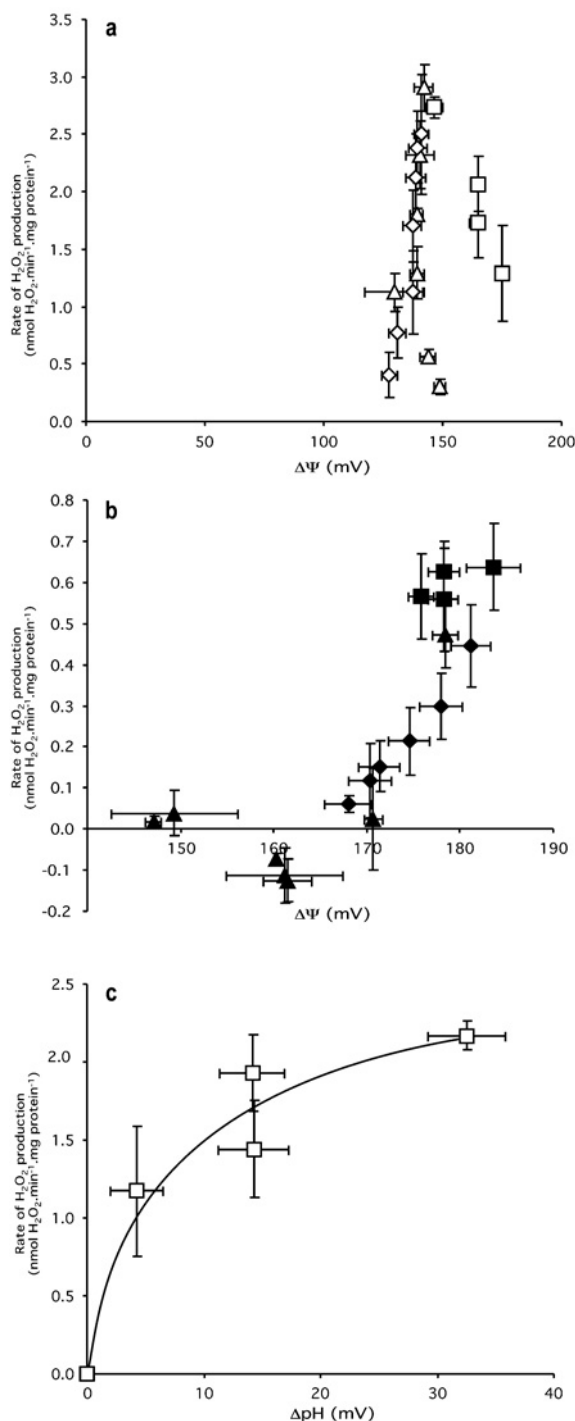 a
Rate of H₂O₂ production
(nmol H₂O₂.min⁻¹.mg protein⁻¹)
3.5
3.0
2.5
2.0
1.5
1.0
0.5
0.0
0 50 100 150 200
ΔΨ (mV)
b
Rate of H₂O₂ production
(nmol H₂O₂.min⁻¹.mg protein⁻¹)
0.8
0.7
0.6
0.5
0.4
0.3
0.2
0.1
0.0
-0.1
-0.2
150 160 170 180 190
ΔΨ (mV)
c
Rate of H₂O₂ production
(nmol H₂O₂.min⁻¹.mg protein⁻¹)
2.5
2.0
1.5
1.0
0.5
0.0
0 10 20 30 40
ΔpH (mV)